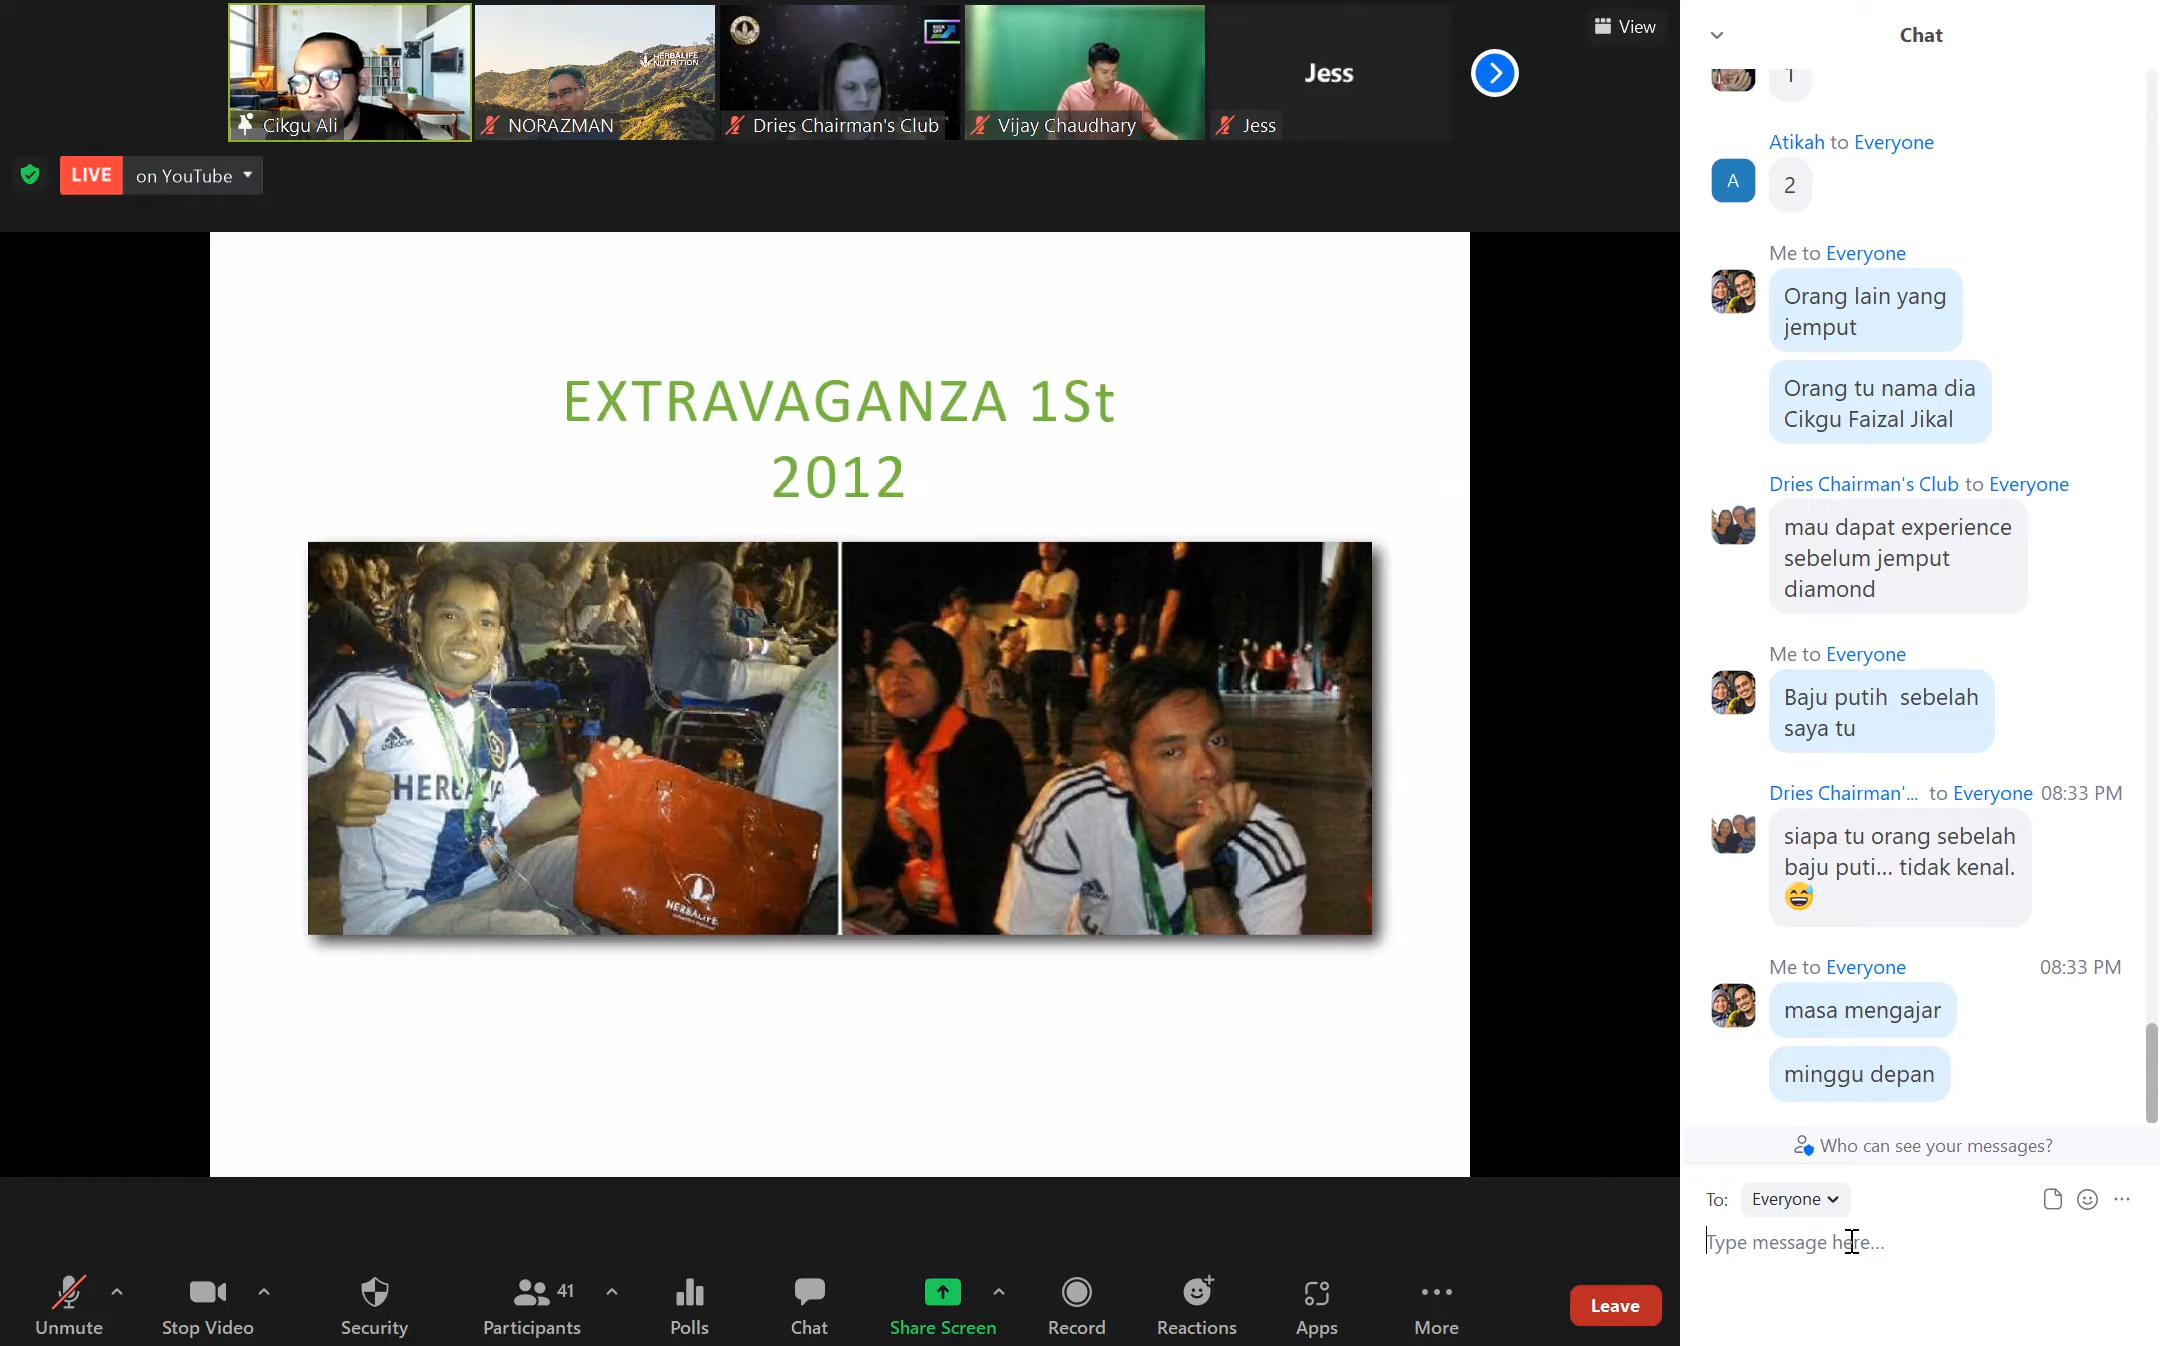 View
HERBALIFE
NUTRITION
Cikgu Ali
NORAZMAN
Dries Chairman's Club
Vijay Chaudhary
Jess
Jess
LIVE on YouTube
EXTRAVAGANZA 1St
2012
adidas
HERBALIFE
Chat
1
Atikah to Everyone
A
2
Me to Everyone
Orang lain yang
jemput
Orang tu nama dia
Cikgu Faizal Jikal
Dries Chairman's Club to Everyone
mau dapat experience
sebelum jemput
diamond
Me to Everyone
Baju putih  sebelah
saya tu
Dries Chairman'... to Everyone 08:33 PM
siapa tu orang sebelah
baju puti... tidak kenal.
😅
Me to Everyone 08:33 PM
masa mengajar
minggu depan
Who can see your messages?
To: Everyone
Type message here...
Unmute
Stop Video
Security
41
Participants
Polls
Chat
Share Screen
Record
Reactions
Apps
More
Leave